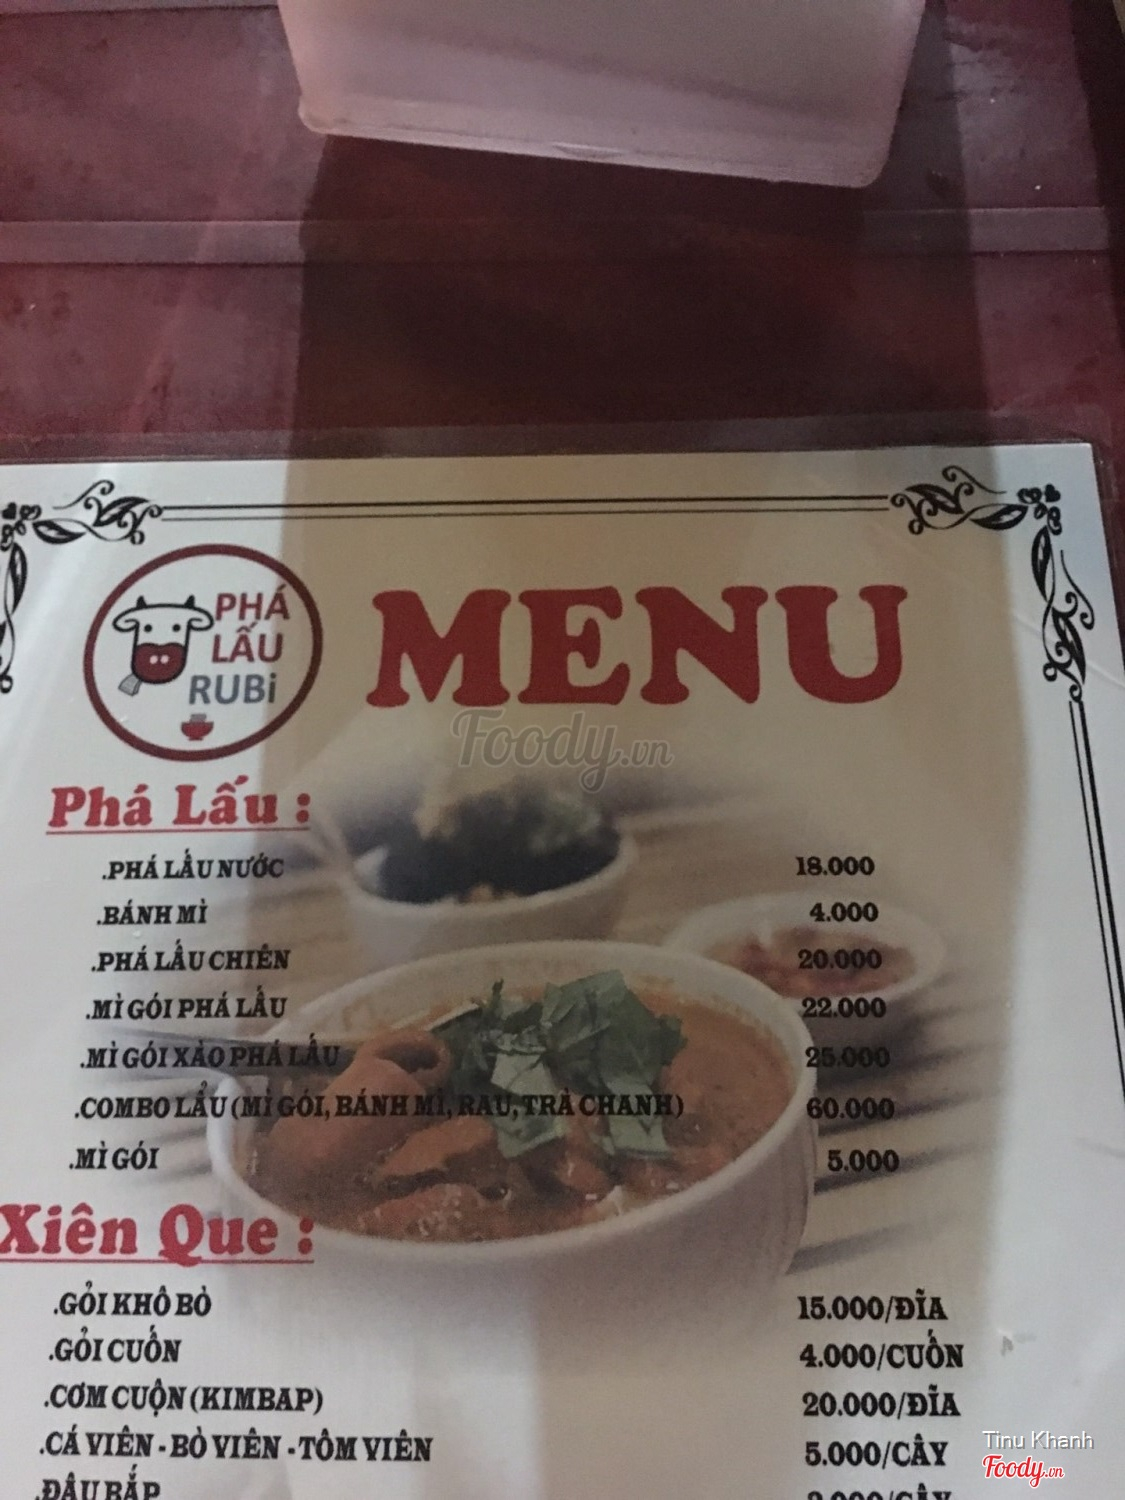 PHÁ
LẤU
RUBi
MENU
Foody.vn
Phá Lấu :
.PHÁ LẤU NƯỚC 18.000
.BÁNH MÌ 4.000
.PHÁ LẤU CHIÊN 20.000
.MÌ GÓI PHÁ LẤU 22.000
.MÌ GÓI XÀO PHÁ LẤU 25.000
.COMBO LẨU (MÌ GÓI, BÁNH MÌ, RAU, TRÀ CHANH) 60.000
.MÌ GÓI 5.000
Xiên Que :
.GỎI KHÔ BÒ 15.000/ĐĨA
.GỎI CUỐN 4.000/CUỐN
.CƠM CUỘN (KIMBAP) 20.000/ĐĨA
.CÁ VIÊN - BÒ VIÊN - TÔM VIÊN 5.000/CÂY
.ĐẬU BẮP
Tinu Khanh
Foody.vn